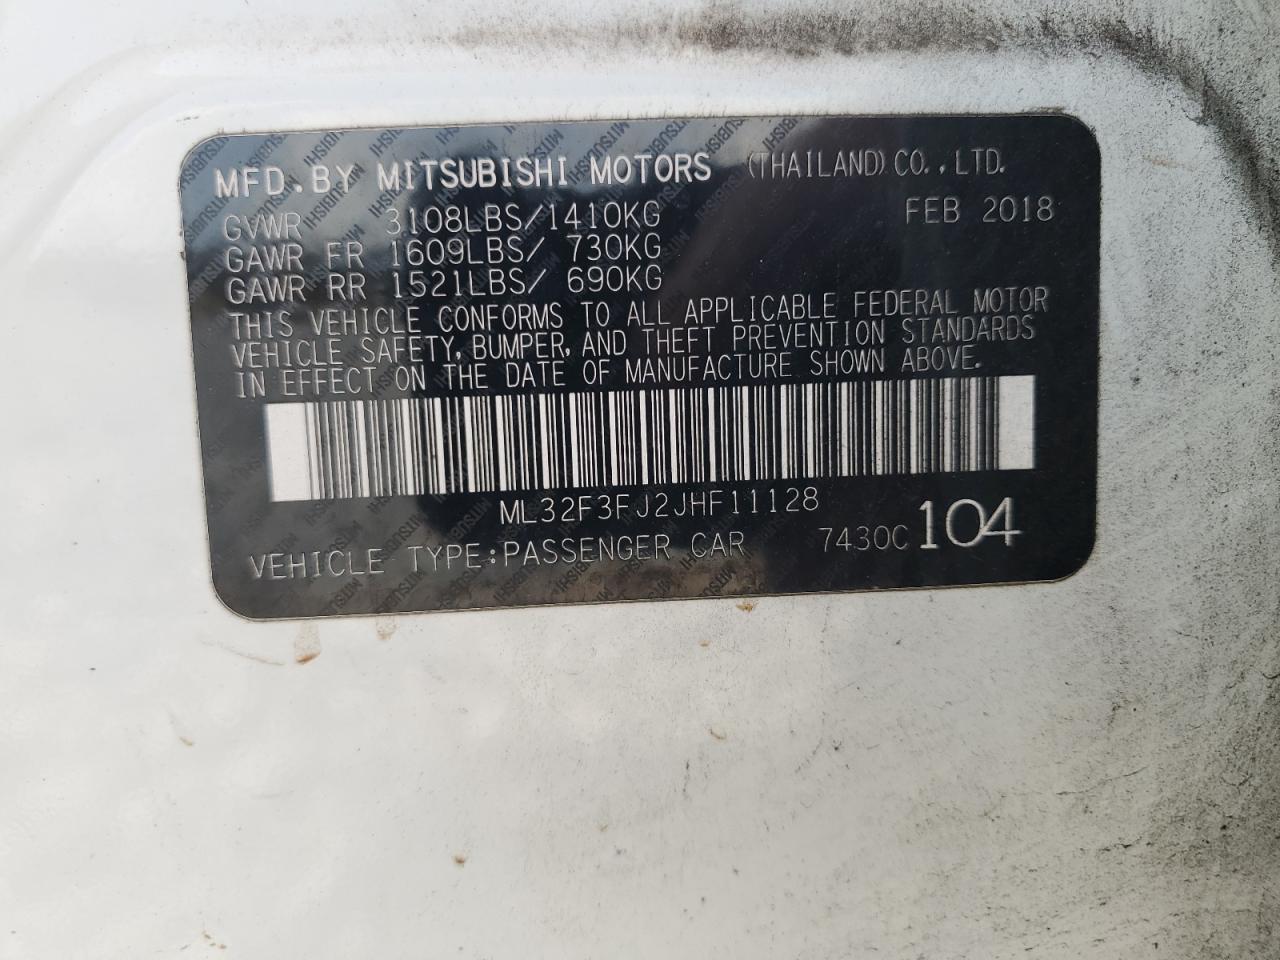 MFD.BY MITSUBISHI MOTORS (THAILAND) CO.,LTD.
GVWR 3108LBS/1410KG FEB 2018
GAWR FR 1609LBS/ 730KG
GAWR RR 1521LBS/ 690KG
THIS VEHICLE CONFORMS TO ALL APPLICABLE FEDERAL MOTOR
VEHICLE SAFETY, BUMPER, AND THEFT PREVENTION STANDARDS
IN EFFECT ON THE DATE OF MANUFACTURE SHOWN ABOVE.
ML32F3FJ2JHF11128
VEHICLE TYPE:PASSENGER CAR 7430C 104